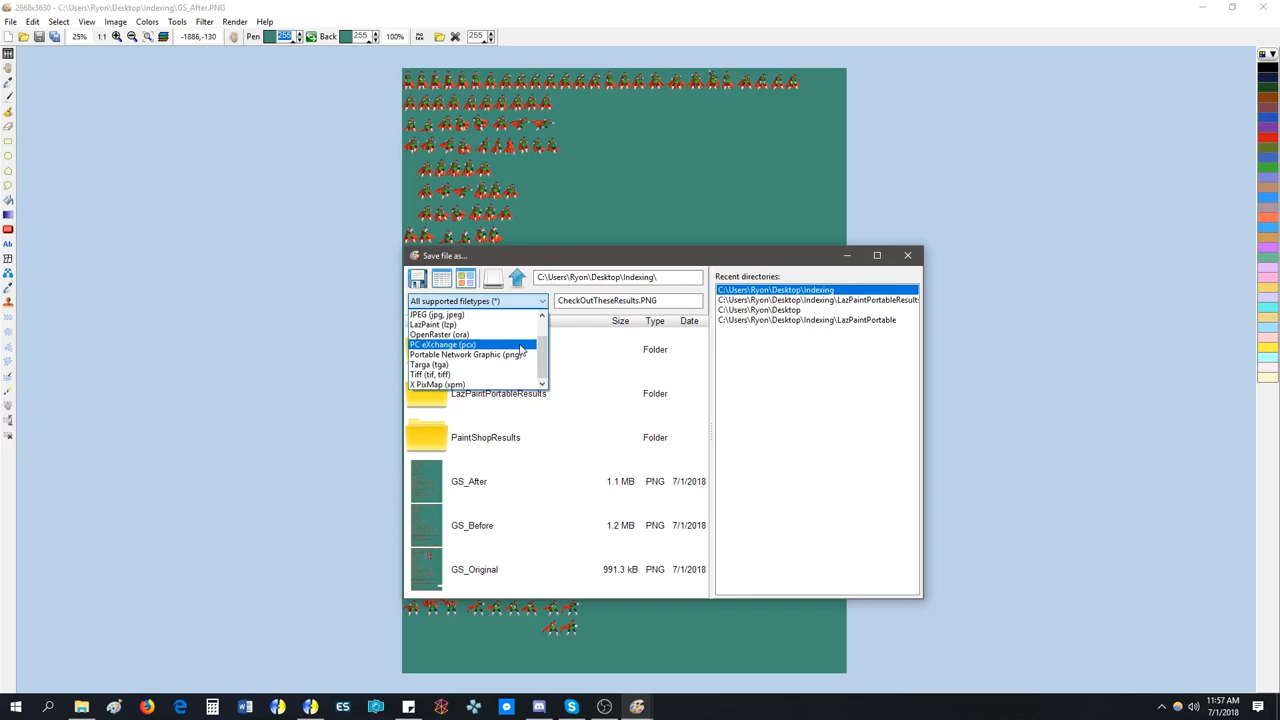 2668x3630 - C:\Users\Ryon\Desktop\Indexing\GS_After.PNG
File Edit Select View Image Colors Tools Filter Render Help
25% 1:1 -1886,-130 Pen 255 Back 255 100% 255
Save file as...
C:\Users\Ryon\Desktop\Indexing\
Recent directories:
C:\Users\Ryon\Desktop\Indexing
All supported filetypes (*) CheckOutTheseResults.PNG
C:\Users\Ryon\Desktop\Indexing\LazPaintPortableResults
C:\Users\Ryon\Desktop
C:\Users\Ryon\Desktop\Indexing\LazPaintPortable
Size Type Date
JPEG (jpg, jpeg)
LazPaint (lzp)
OpenRaster (ora)
PC eXchange (pcx)
Portable Network Graphic (png)
Targa (tga)
Tiff (tif, tiff)
X PixMap (xpm)
Folder
LazPaintPortableResults Folder
PaintShopResults Folder
GS_After 1.1 MB PNG 7/1/2018
GS_Before 1.2 MB PNG 7/1/2018
GS_Original 991.3 kB PNG 7/1/2018
Ab
ES
11:57 AM
7/1/2018